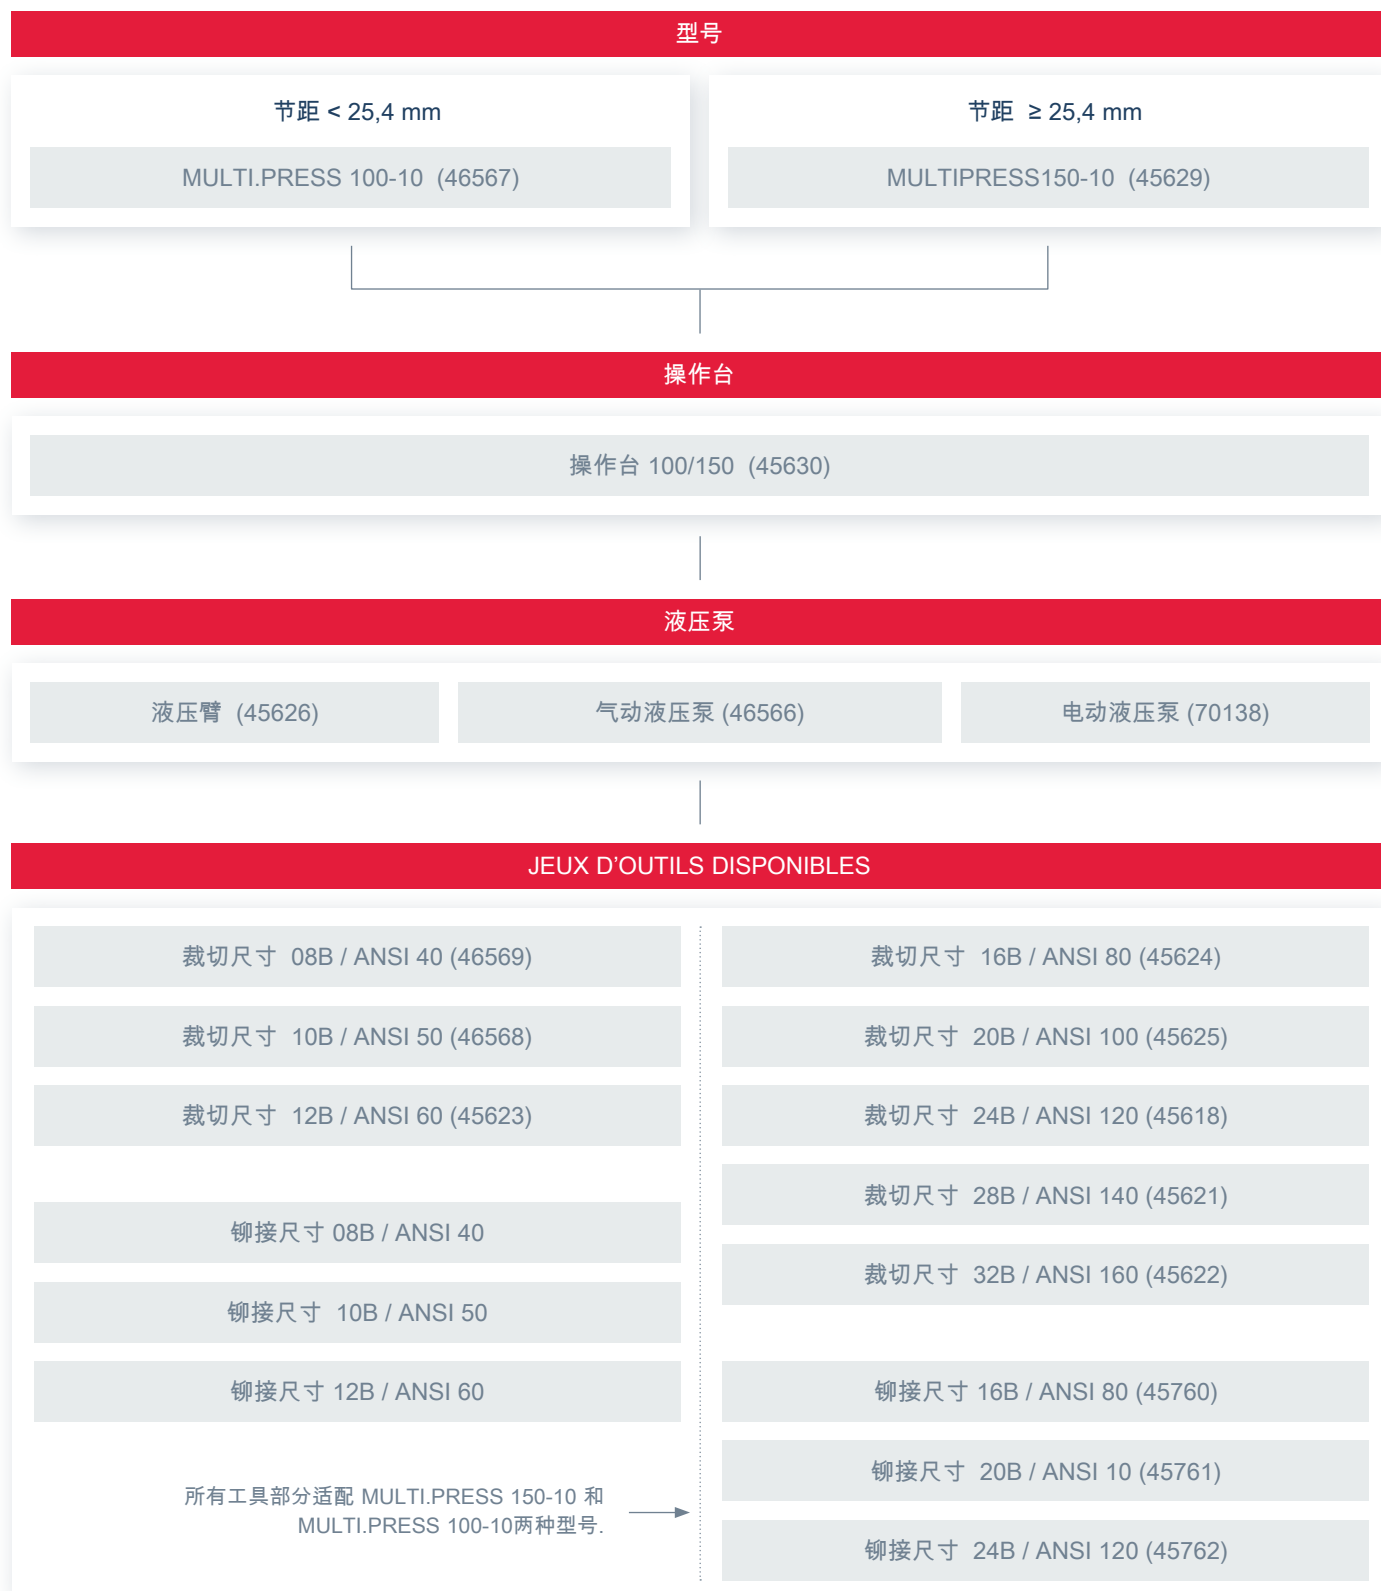 型号
节距 < 25,4 mm
MULTI.PRESS 100-10 (46567)
节距 ≥ 25,4 mm
MULTIPRESS150-10 (45629)
操作台
操作台 100/150 (45630)
液压泵
液压臂 (45626)
气动液压泵 (46566)
电动液压泵 (70138)
JEUX D’OUTILS DISPONIBLES
裁切尺寸 08B / ANSI 40 (46569)
裁切尺寸 10B / ANSI 50 (46568)
裁切尺寸 12B / ANSI 60 (45623)
铆接尺寸 08B / ANSI 40
铆接尺寸 10B / ANSI 50
铆接尺寸 12B / ANSI 60
所有工具部分适配 MULTI.PRESS 150-10 和
MULTI.PRESS 100-10两种型号.
裁切尺寸 16B / ANSI 80 (45624)
裁切尺寸 20B / ANSI 100 (45625)
裁切尺寸 24B / ANSI 120 (45618)
裁切尺寸 28B / ANSI 140 (45621)
裁切尺寸 32B / ANSI 160 (45622)
铆接尺寸 16B / ANSI 80 (45760)
铆接尺寸 20B / ANSI 10 (45761)
铆接尺寸 24B / ANSI 120 (45762)